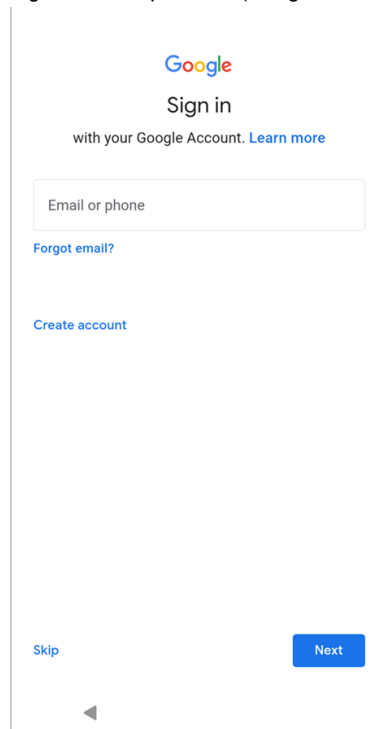 Google
Sign in
with your Google Account. Learn more
Email or phone
Forgot email?
Create account
Skip
Next